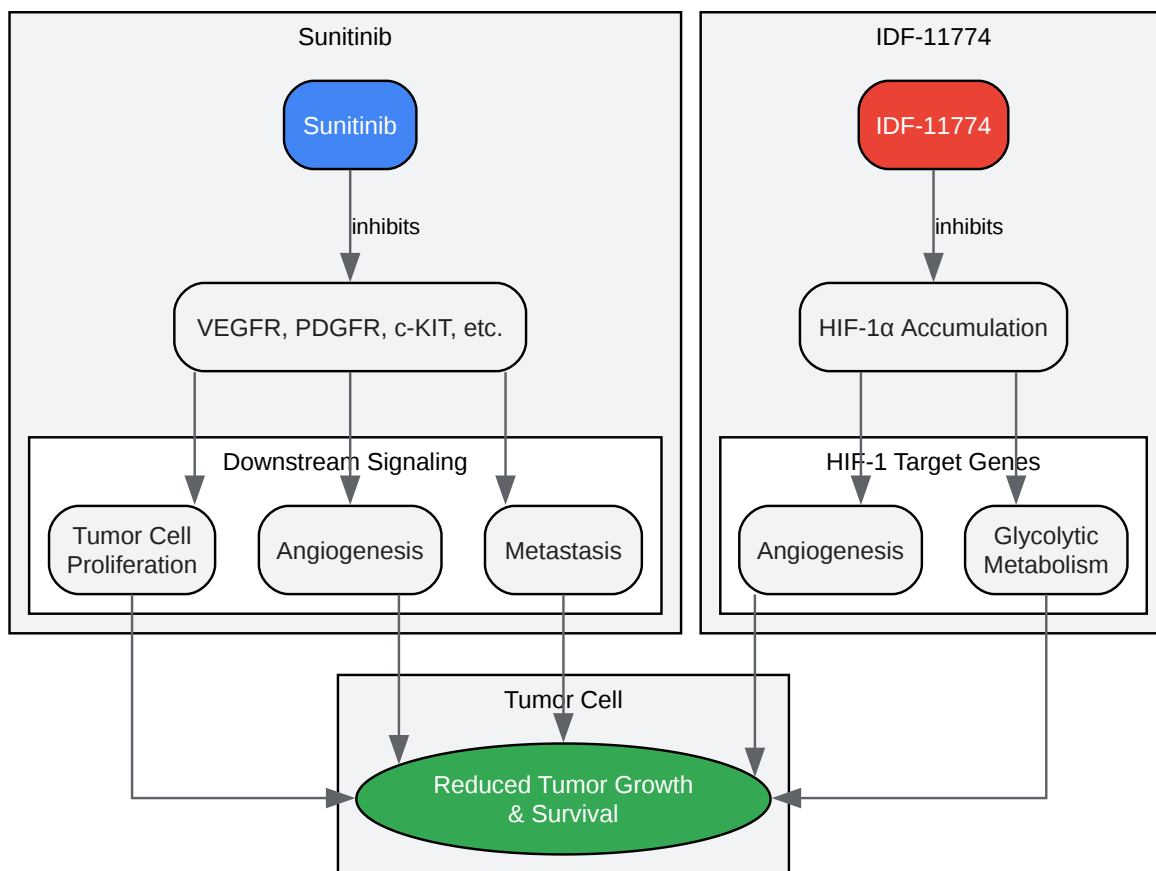 Sunitinib
IDF-11774
Sunitinib
IDF-11774
inhibits
inhibits
VEGFR, PDGFR, c-KIT, etc.
HIF-1α Accumulation
Downstream Signaling
HIF-1 Target Genes
Tumor Cell
Proliferation
Angiogenesis
Metastasis
Angiogenesis
Glycolytic
Metabolism
Tumor Cell
Reduced Tumor Growth
& Survival